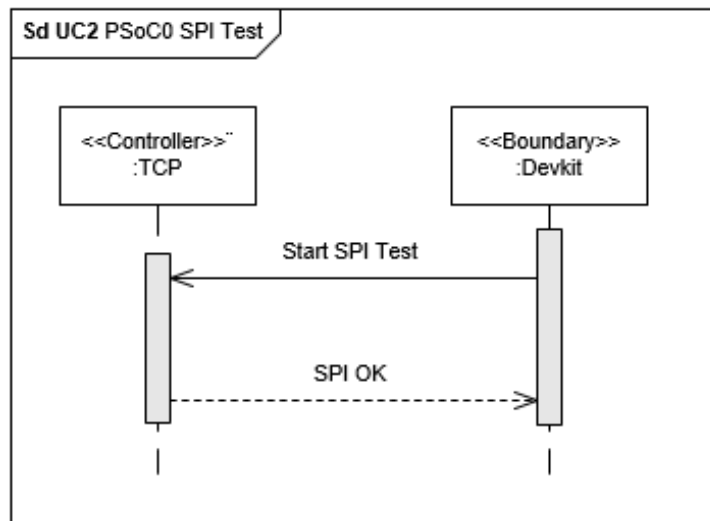 Sd UC2 PSoC0 SPI Test
<<Controller>>¨
:TCP
<<Boundary>>
:Devkit
Start SPI Test
SPI OK